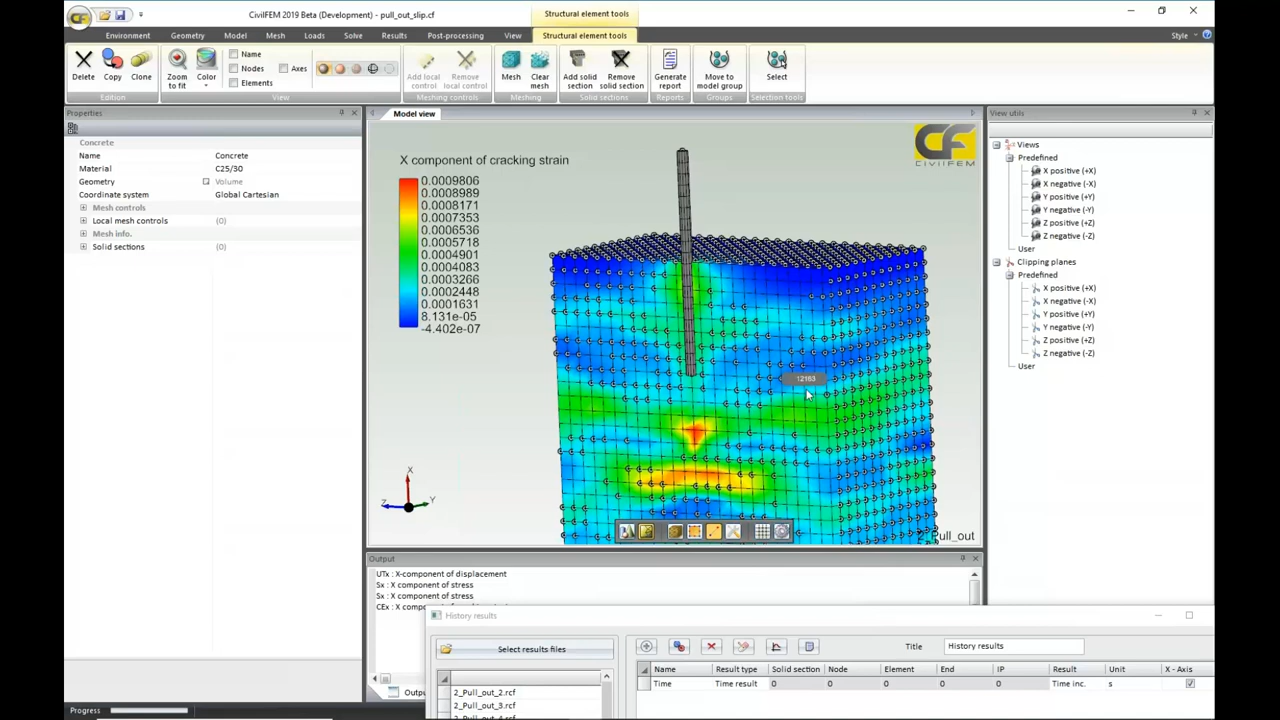 CivilFEM 2019 Beta (Development) - pull_out_slip.cf
Structural element tools
Environment Geometry Model Mesh Loads Solve Results Post-processing View Structural element tools Style
Delete Copy Clone
Edition
Zoom to fit Color
Name
Nodes Axes
Elements
View
Add local control Remove local control
Meshing controls
Mesh Clear mesh
Meshing
Add solid section Remove solid section
Solid sections
Generate report
Reports
Move to model group
Groups
Select
Selection tools
Properties
Concrete
Name Concrete
Material C25/30
Geometry Volume
Coordinate system Global Cartesian
Mesh controls
Local mesh controls (0)
Mesh info.
Solid sections (0)
Model view
CF
CIVILFEM
X component of cracking strain
0.0009806
0.0008989
0.0008171
0.0007353
0.0006536
0.0005718
0.0004901
0.0004083
0.0003266
0.0002448
0.0001631
8.131e-05
-4.402e-07
12163
X
Z
Y
2_Pull_out
View utils
Views
Predefined
X positive (+X)
X negative (-X)
Y positive (+Y)
Y negative (-Y)
Z positive (+Z)
Z negative (-Z)
User
Clipping planes
Predefined
X positive (+X)
X negative (-X)
Y positive (+Y)
Y negative (-Y)
Z positive (+Z)
Z negative (-Z)
User
Output
UTx : X-component of displacement
Sx : X component of stress
Sx : X component of stress
CEx : X component of
Outpu
History results
Select results files
2_Pull_out_2.rcf
2_Pull_out_3.rcf
2_Pull_out_4.rcf
Title History results
Name Result type Solid section Node Element End IP Result Unit X - Axis
Time Time result 0 0 0 0 0 Time inc. s
Progress